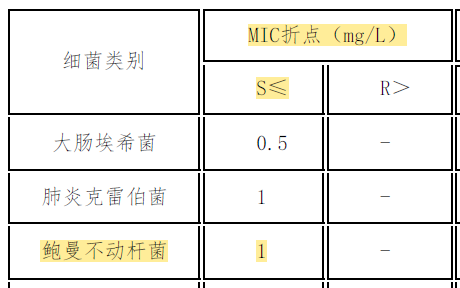 细菌类别
MIC折点（mg/L）
S≤
R＞
大肠埃希菌
0.5
-
肺炎克雷伯菌
1
-
鲍曼不动杆菌
1
-